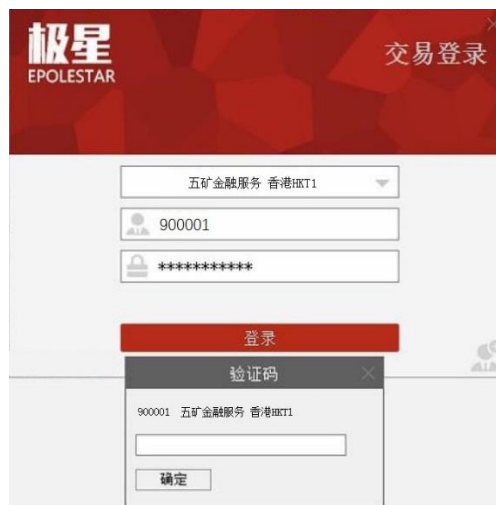 极星
EPOLESTAR
交易登录
五矿金融服务 香港HKT1
900001
***********
登录
验证码
900001 五矿金融服务 香港HKT1
确定